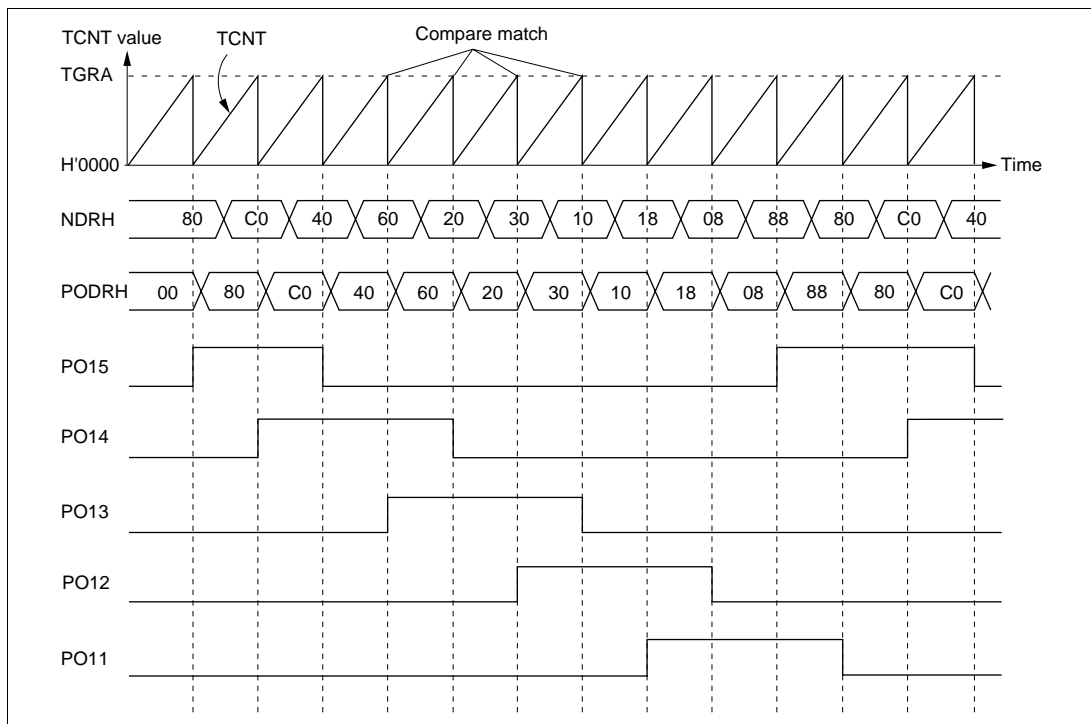 TCNT value TCNT Compare match
TGRA
H'0000 Time
NDRH 80 C0 40 60 20 30 10 18 08 88 80 C0 40
PODRH 00 80 C0 40 60 20 30 10 18 08 88 80 C0
PO15
PO14
PO13
PO12
PO11